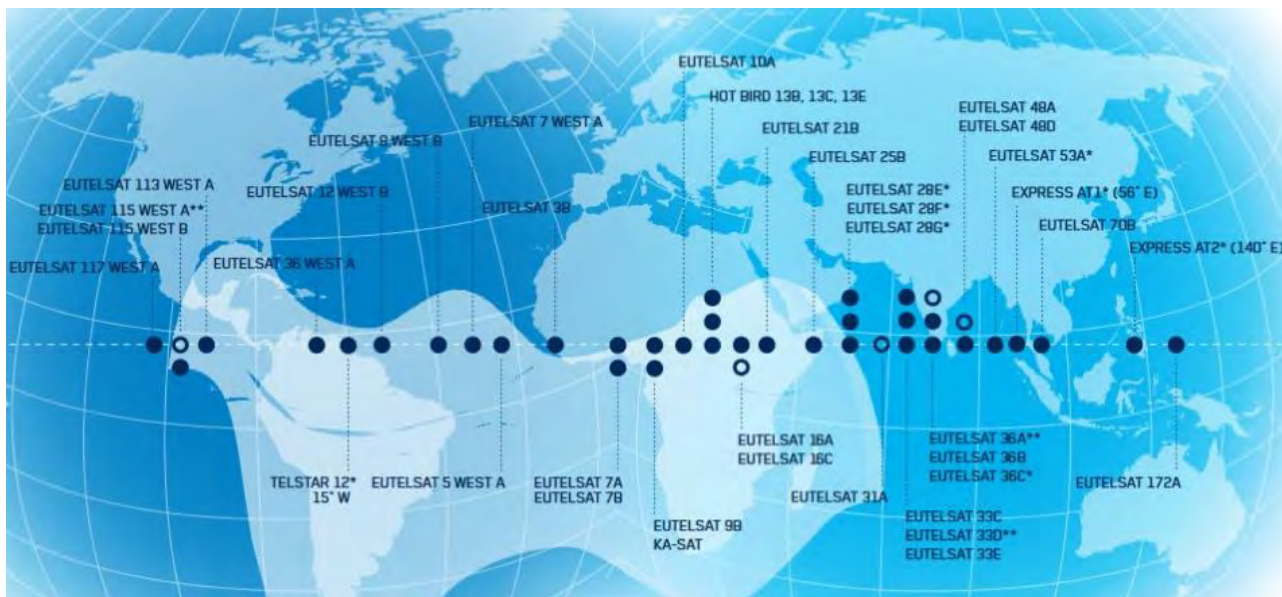 EUTELSAT 10A
HOT BIRD 13B, 13C, 13E
EUTELSAT 48A
EUTELSAT 48D
EUTELSAT 7 WEST A
EUTELSAT 21B
EUTELSAT 8 WEST B
EUTELSAT 25B
EUTELSAT 53A*
EUTELSAT 113 WEST A
EUTELSAT 12 WEST B
EUTELSAT 28E*
EUTELSAT 28F*
EUTELSAT 28G*
EXPRESS AT1* (56° E)
EUTELSAT 115 WEST A**
EUTELSAT 115 WEST B
EUTELSAT 3B
EUTELSAT 70B
EXPRESS AT2* (140° E)
EUTELSAT 117 WEST A
EUTELSAT 36 WEST A
EUTELSAT 16A
EUTELSAT 16C
EUTELSAT 36A**
EUTELSAT 36B
EUTELSAT 36C*
TELSTAR 12*
15° W
EUTELSAT 5 WEST A
EUTELSAT 7A
EUTELSAT 7B
EUTELSAT 31A
EUTELSAT 172A
EUTELSAT 9B
KA-SAT
EUTELSAT 33C
EUTELSAT 33D**
EUTELSAT 33E